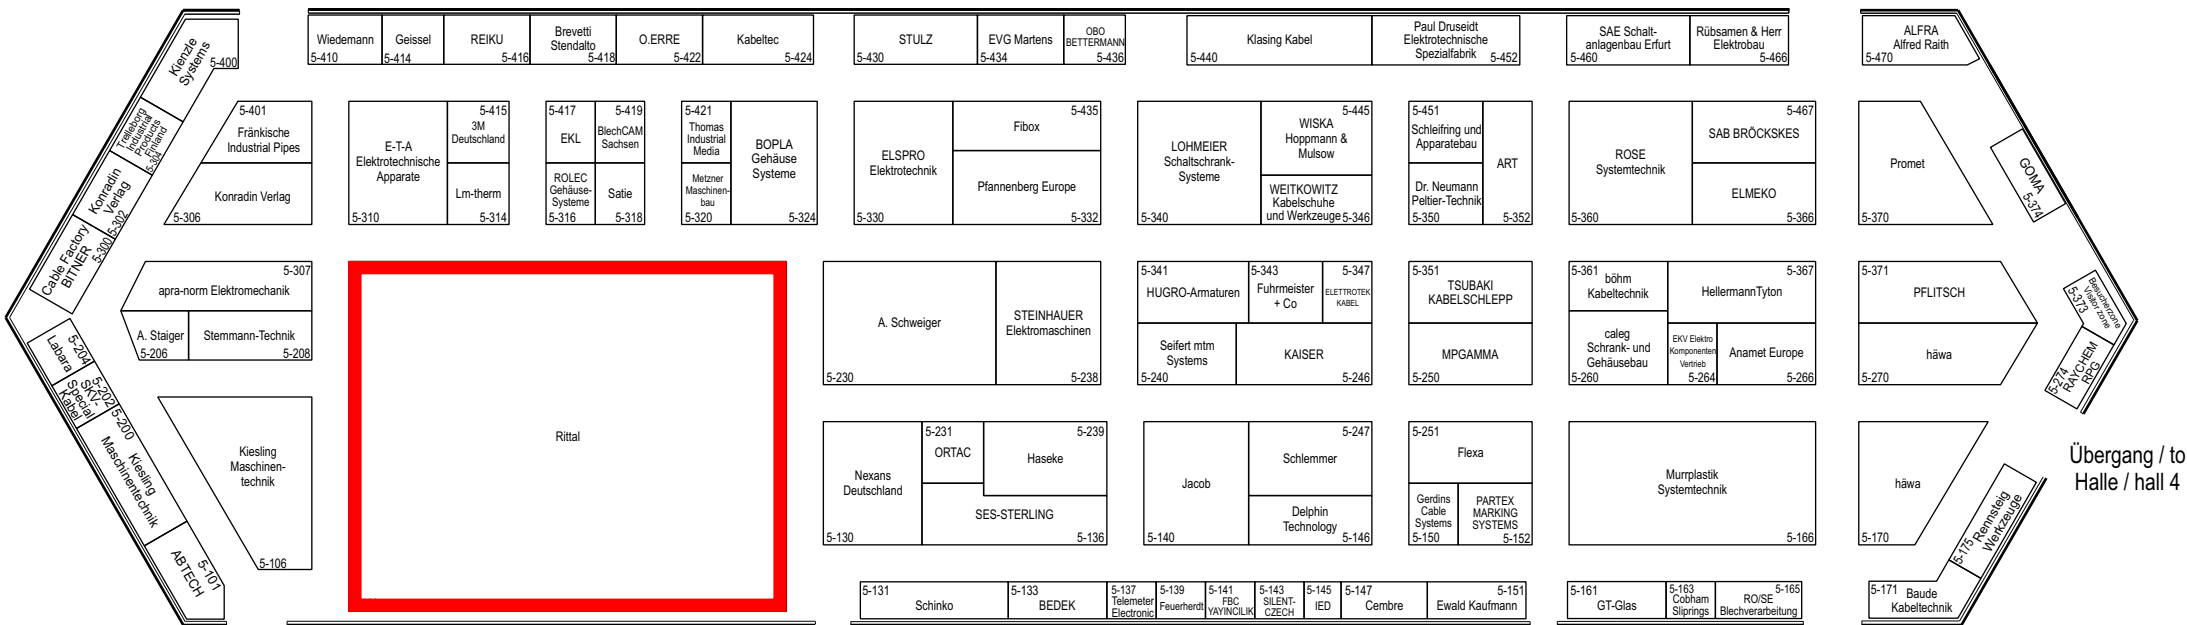 Kienzle
Systems
5-400
Wiedemann
5-410
Geissel
5-414
REIKU
5-416
Brevetti
Stendalto
5-418
O.ERRE
5-422
Kabeltec
5-424
STULZ
5-430
EVG Martens
5-434
OBO
BETTERMANN
5-436
Klasing Kabel
5-440
Paul Druseidt
Elektrotechnische
Spezialfabrik
5-452
SAE Schalt-
anlagenbau Erfurt
5-460
Rübsamen & Herr
Elektrobau
5-466
ALFRA
Alfred Raith
5-470
Trelleborg
Industrial
Products
Finland
5-304
5-401
Fränkische
Industrial Pipes
Konradin Verlag
5-306
E-T-A
Elektrotechnische
Apparate
5-310
5-415
3M
Deutschland
Lm-therm
5-314
5-417
EKL
5-419
BlechCAM
Sachsen
ROLEC
Gehäuse-
Systeme
5-316
Satie
5-318
5-421
Thomas
Industrial
Media
Metzner
Maschinen-
bau
5-320
BOPLA
Gehäuse
Systeme
5-324
ELSPRO
Elektrotechnik
5-330
5-435
Fibox
Pfannenberg Europe
5-332
LOHMEIER
Schaltschrank-
Systeme
5-340
5-445
WISKA
Hoppmann &
Mulsow
WEITKOWITZ
Kabelschuhe
und Werkzeuge
5-346
5-451
Schleifring und
Apparatebau
Dr. Neumann
Peltier-Technik
5-350
ART
5-352
ROSE
Systemtechnik
5-360
5-467
SAB BRÖCKSKES
ELMEKO
5-366
Promet
5-370
GOMA
5-374
Konradin
Verlag
5-302
Cable Factory
BITNER
5-300
5-307
apra-norm Elektromechanik
A. Staiger
5-206
Stemmann-Technik
5-208
Rittal
A. Schweiger
5-230
STEINHAUER
Elektromaschinen
5-238
5-341
HUGRO-Armaturen
5-343
Fuhrmeister
+ Co
5-347
ELETTROTEK
KABEL
Seifert mtm
Systems
5-240
KAISER
5-246
5-351
TSUBAKI
KABELSCHLEPP
MPGAMMA
5-250
5-361
böhm
Kabeltechnik
5-367
HellermannTyton
caleg
Schrank- und
Gehäusebau
5-260
EKV Elektro
Komponenten
Vertrieb
5-264
Anamet Europe
5-266
5-371
PFLITSCH
häwa
5-270
Besucherzone
Visitor zone
5-373
5-274
RAYCHEM
RPG
5-204
Labara
5-202
SKV-
Special
Kabel
5-200
Kiesling
Maschinentechnik
5-101
ABTECH
Kiesling
Maschinen-
technik
5-106
Nexans
Deutschland
5-130
5-231
ORTAC
5-239
Haseke
SES-STERLING
5-136
Jacob
5-140
5-247
Schlemmer
Delphin
Technology
5-146
5-251
Flexa
Gerdins
Cable
Systems
5-150
PARTEX
MARKING
SYSTEMS
5-152
Murrplastik
Systemtechnik
5-166
häwa
5-170
Übergang / to
Halle / hall 4
5-175
Rennsteig
Werkzeuge
5-131
Schinko
5-133
BEDEK
5-137
Telemeter
Electronic
5-139
Feuerherdt
5-141
FBC
YAYINCILIK
5-143
SILENT-
CZECH
5-145
IED
5-147
Cembre
5-151
Ewald Kaufmann
5-161
GT-Glas
5-163
Cobham
Sliprings
5-165
RO/SE
Blechverarbeitung
5-171
Baude
Kabeltechnik